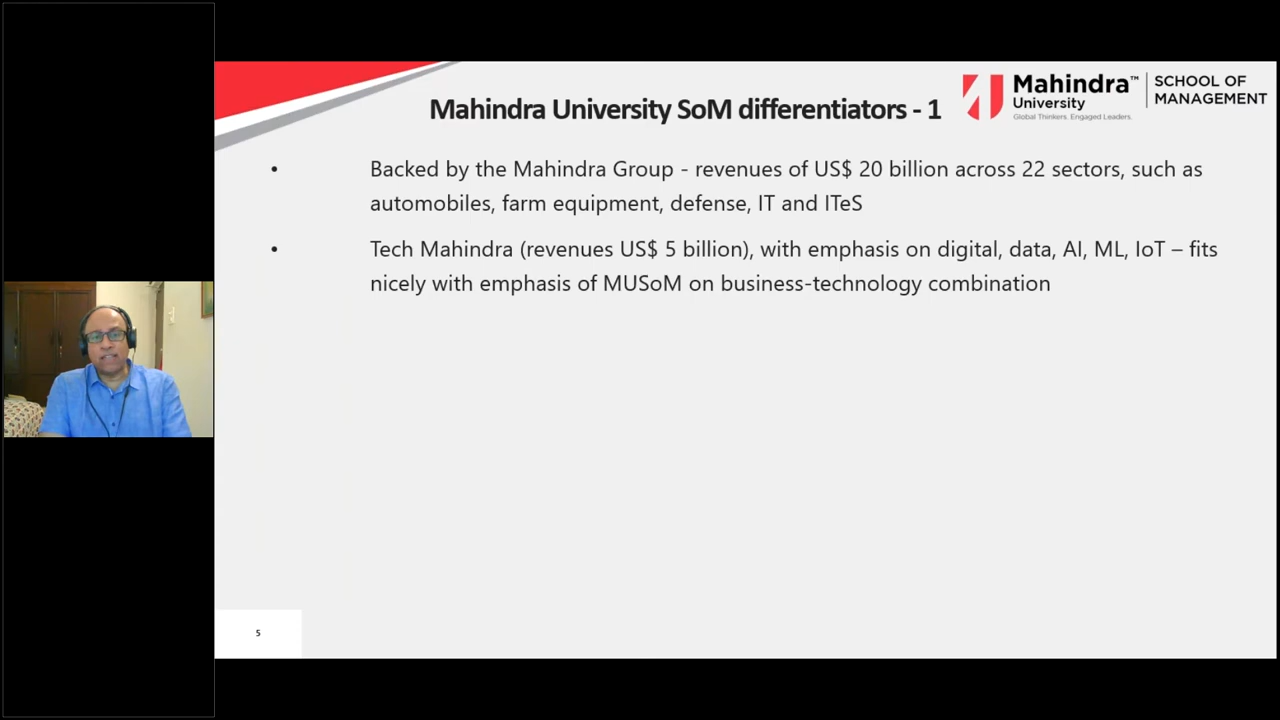 Mahindra University SoM differentiators - 1
Mahindra™
University
Global Thinkers. Engaged Leaders.
SCHOOL OF
MANAGEMENT
• Backed by the Mahindra Group - revenues of US$ 20 billion across 22 sectors, such as
automobiles, farm equipment, defense, IT and ITeS
• Tech Mahindra (revenues US$ 5 billion), with emphasis on digital, data, AI, ML, IoT – fits
nicely with emphasis of MUSoM on business-technology combination
5